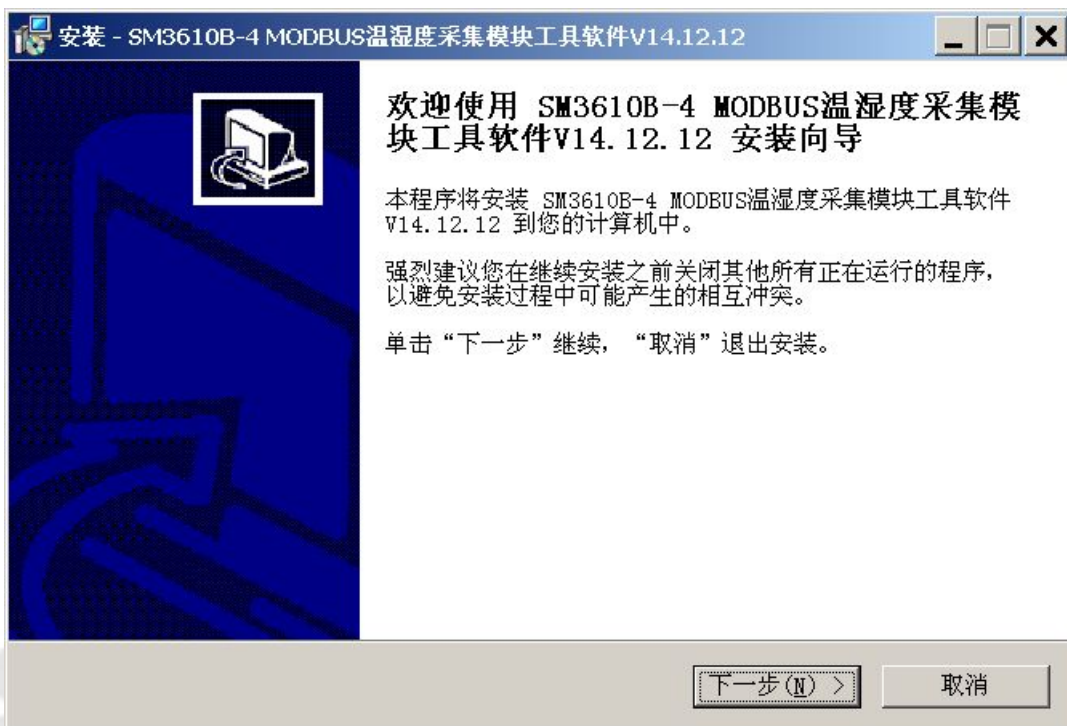 安装 - SM3610B-4 MODBUS温湿度采集模块工具软件V14.12.12
欢迎使用 SM3610B-4 MODBUS温湿度采集模
块工具软件V14.12.12 安装向导
本程序将安装 SM3610B-4 MODBUS温湿度采集模块工具软件
V14.12.12 到您的计算机中。
强烈建议您在继续安装之前关闭其他所有正在运行的程序,
以避免安装过程中可能产生的相互冲突。
单击“下一步”继续，“取消”退出安装。
下一步(N) >
取消